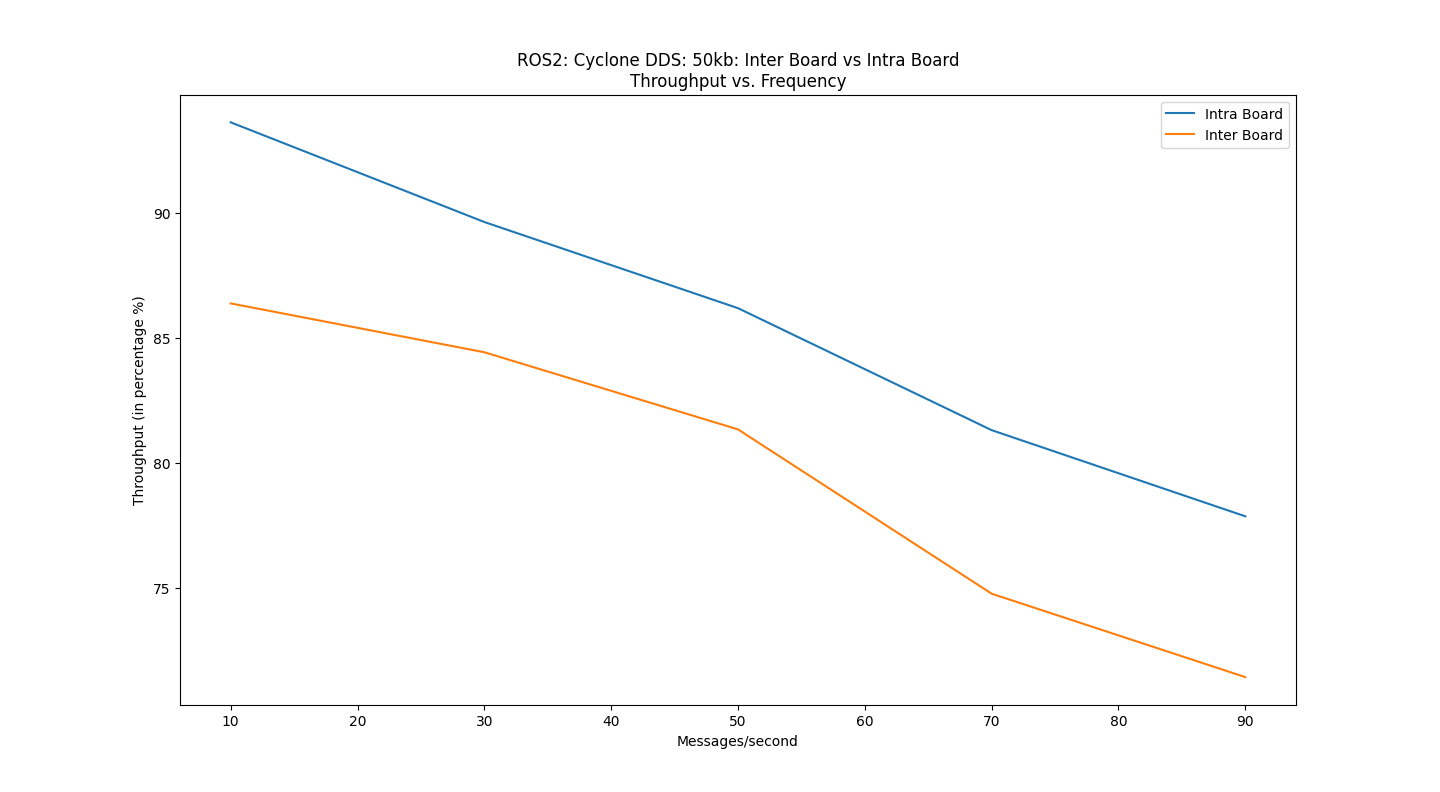 ROS2: Cyclone DDS: 50kb: Inter Board vs Intra Board
Throughput vs. Frequency
Intra Board
Inter Board
90
85
80
75
Throughput (in percentage %)
10 20 30 40 50 60 70 80 90
Messages/second